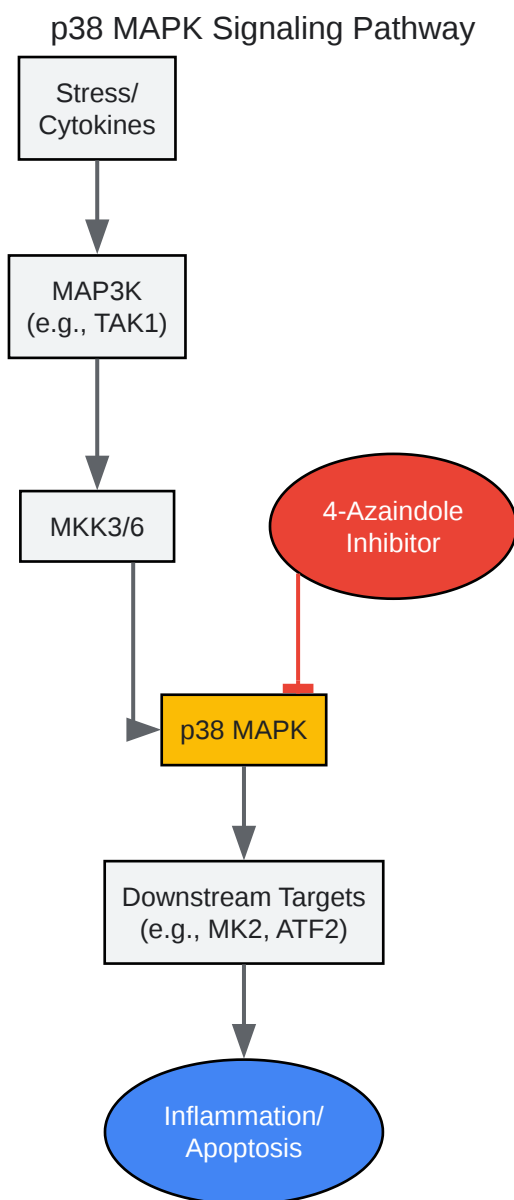 p38 MAPK Signaling Pathway
Stress/
Cytokines
MAP3K
(e.g., TAK1)
MKK3/6
4-Azaindole
Inhibitor
p38 MAPK
Downstream Targets
(e.g., MK2, ATF2)
Inflammation/
Apoptosis